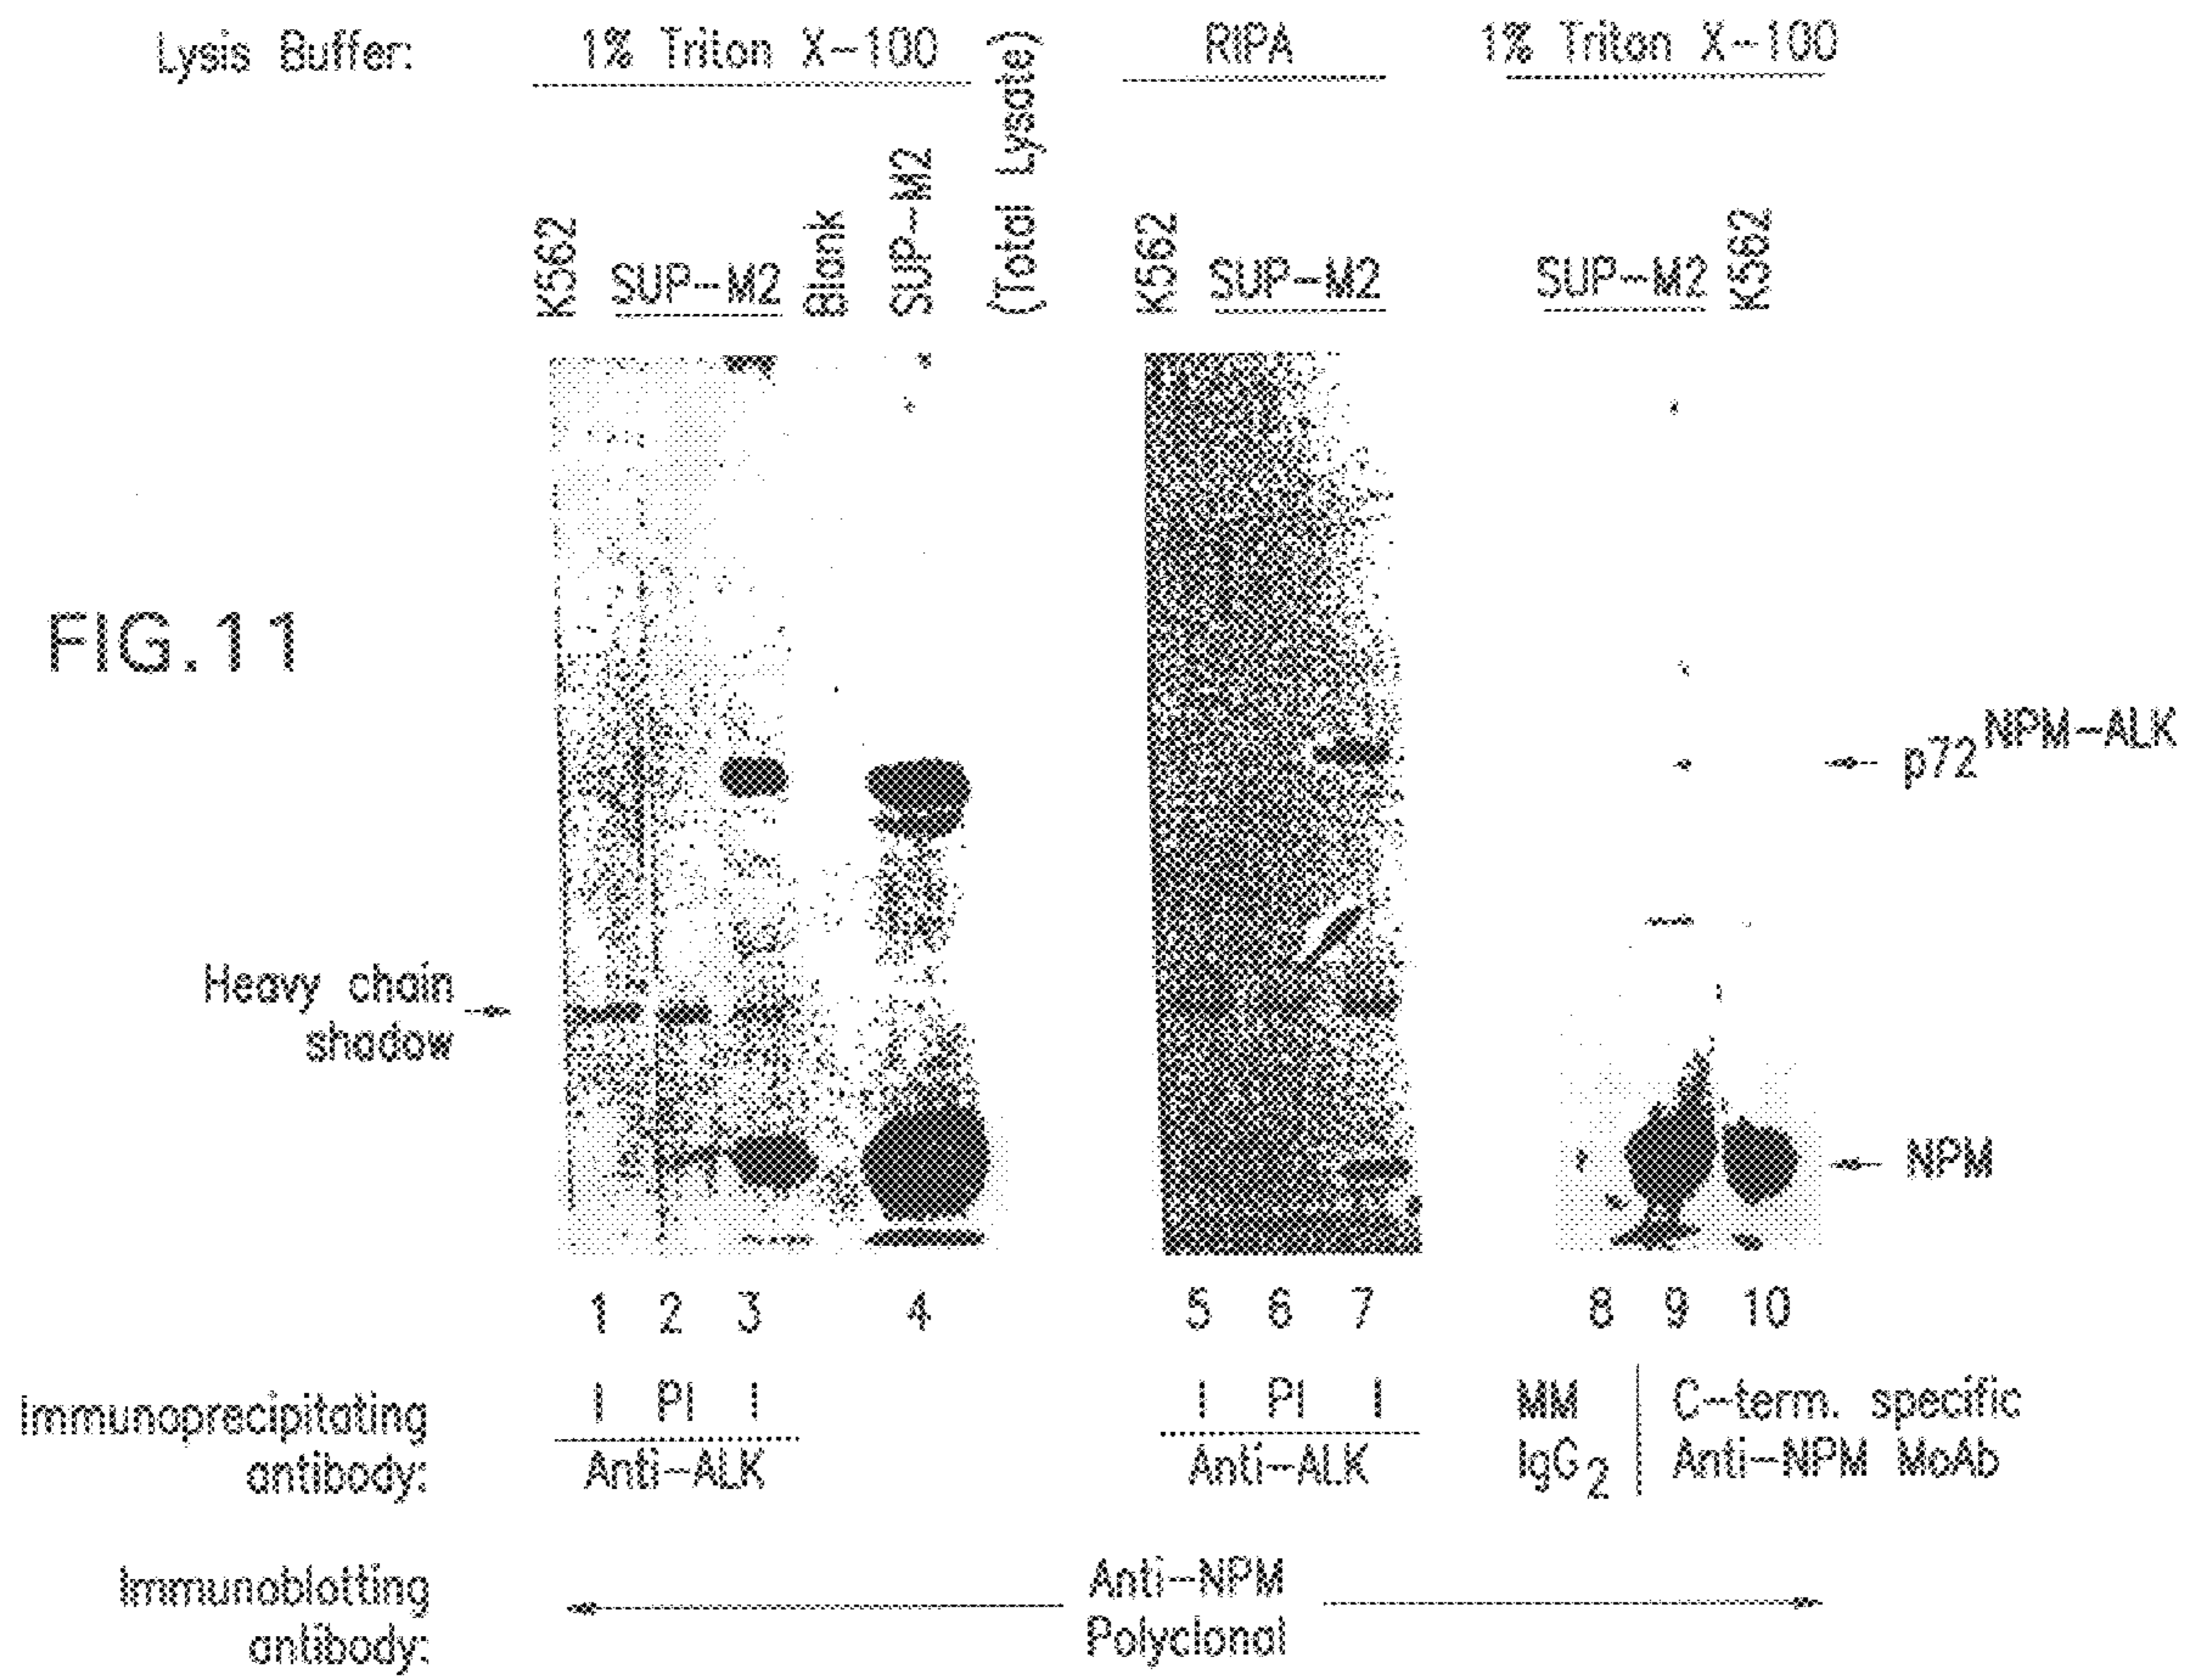 Lysis Buffer: 1% Triton X-100 RIPA 1% Triton X-100
K562 SUP-M2 Blank SUP-M2 (Total Lysate) K562 SUP-M2 SUP-M2 K562
FIG.11
p72 NPM-ALK
Heavy chain
shadow
NPM
1 2 3 4 5 6 7 8 9 10
Immunoprecipitating
antibody:
I PI I
Anti-ALK
I PI I
Anti-ALK
MM
IgG2
C-term. specific
Anti-NPM MoAb
Immunoblotting
antibody:
Anti-NPM
Polyclonal